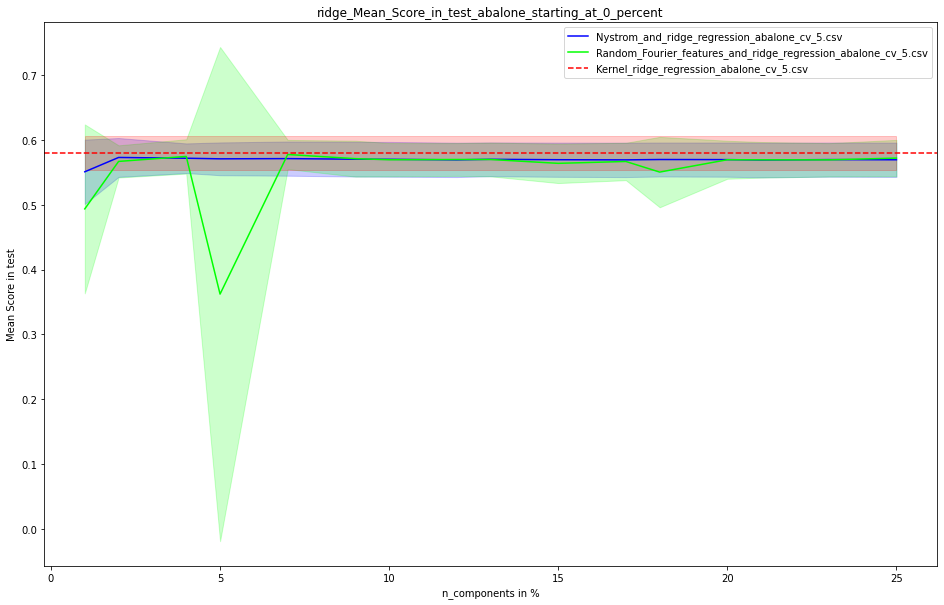 ridge_Mean_Score_in_test_abalone_starting_at_0_percent
Nystrom_and_ridge_regression_abalone_cv_5.csv
Random_Fourier_features_and_ridge_regression_abalone_cv_5.csv
Kernel_ridge_regression_abalone_cv_5.csv
Mean Score in test
0.7
0.6
0.5
0.4
0.3
0.2
0.1
0.0
0 5 10 15 20 25
n_components in %